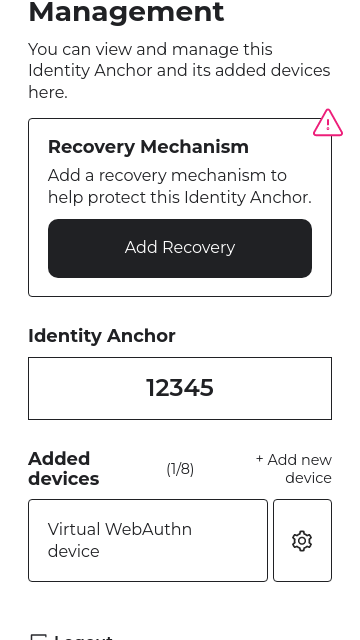 Management
You can view and manage this
Identity Anchor and its added devices
here.
Recovery Mechanism
Add a recovery mechanism to
help protect this Identity Anchor.
Add Recovery
Identity Anchor
12345
Added
devices
(1/8)
+ Add new
device
Virtual WebAuthn
device
Logout